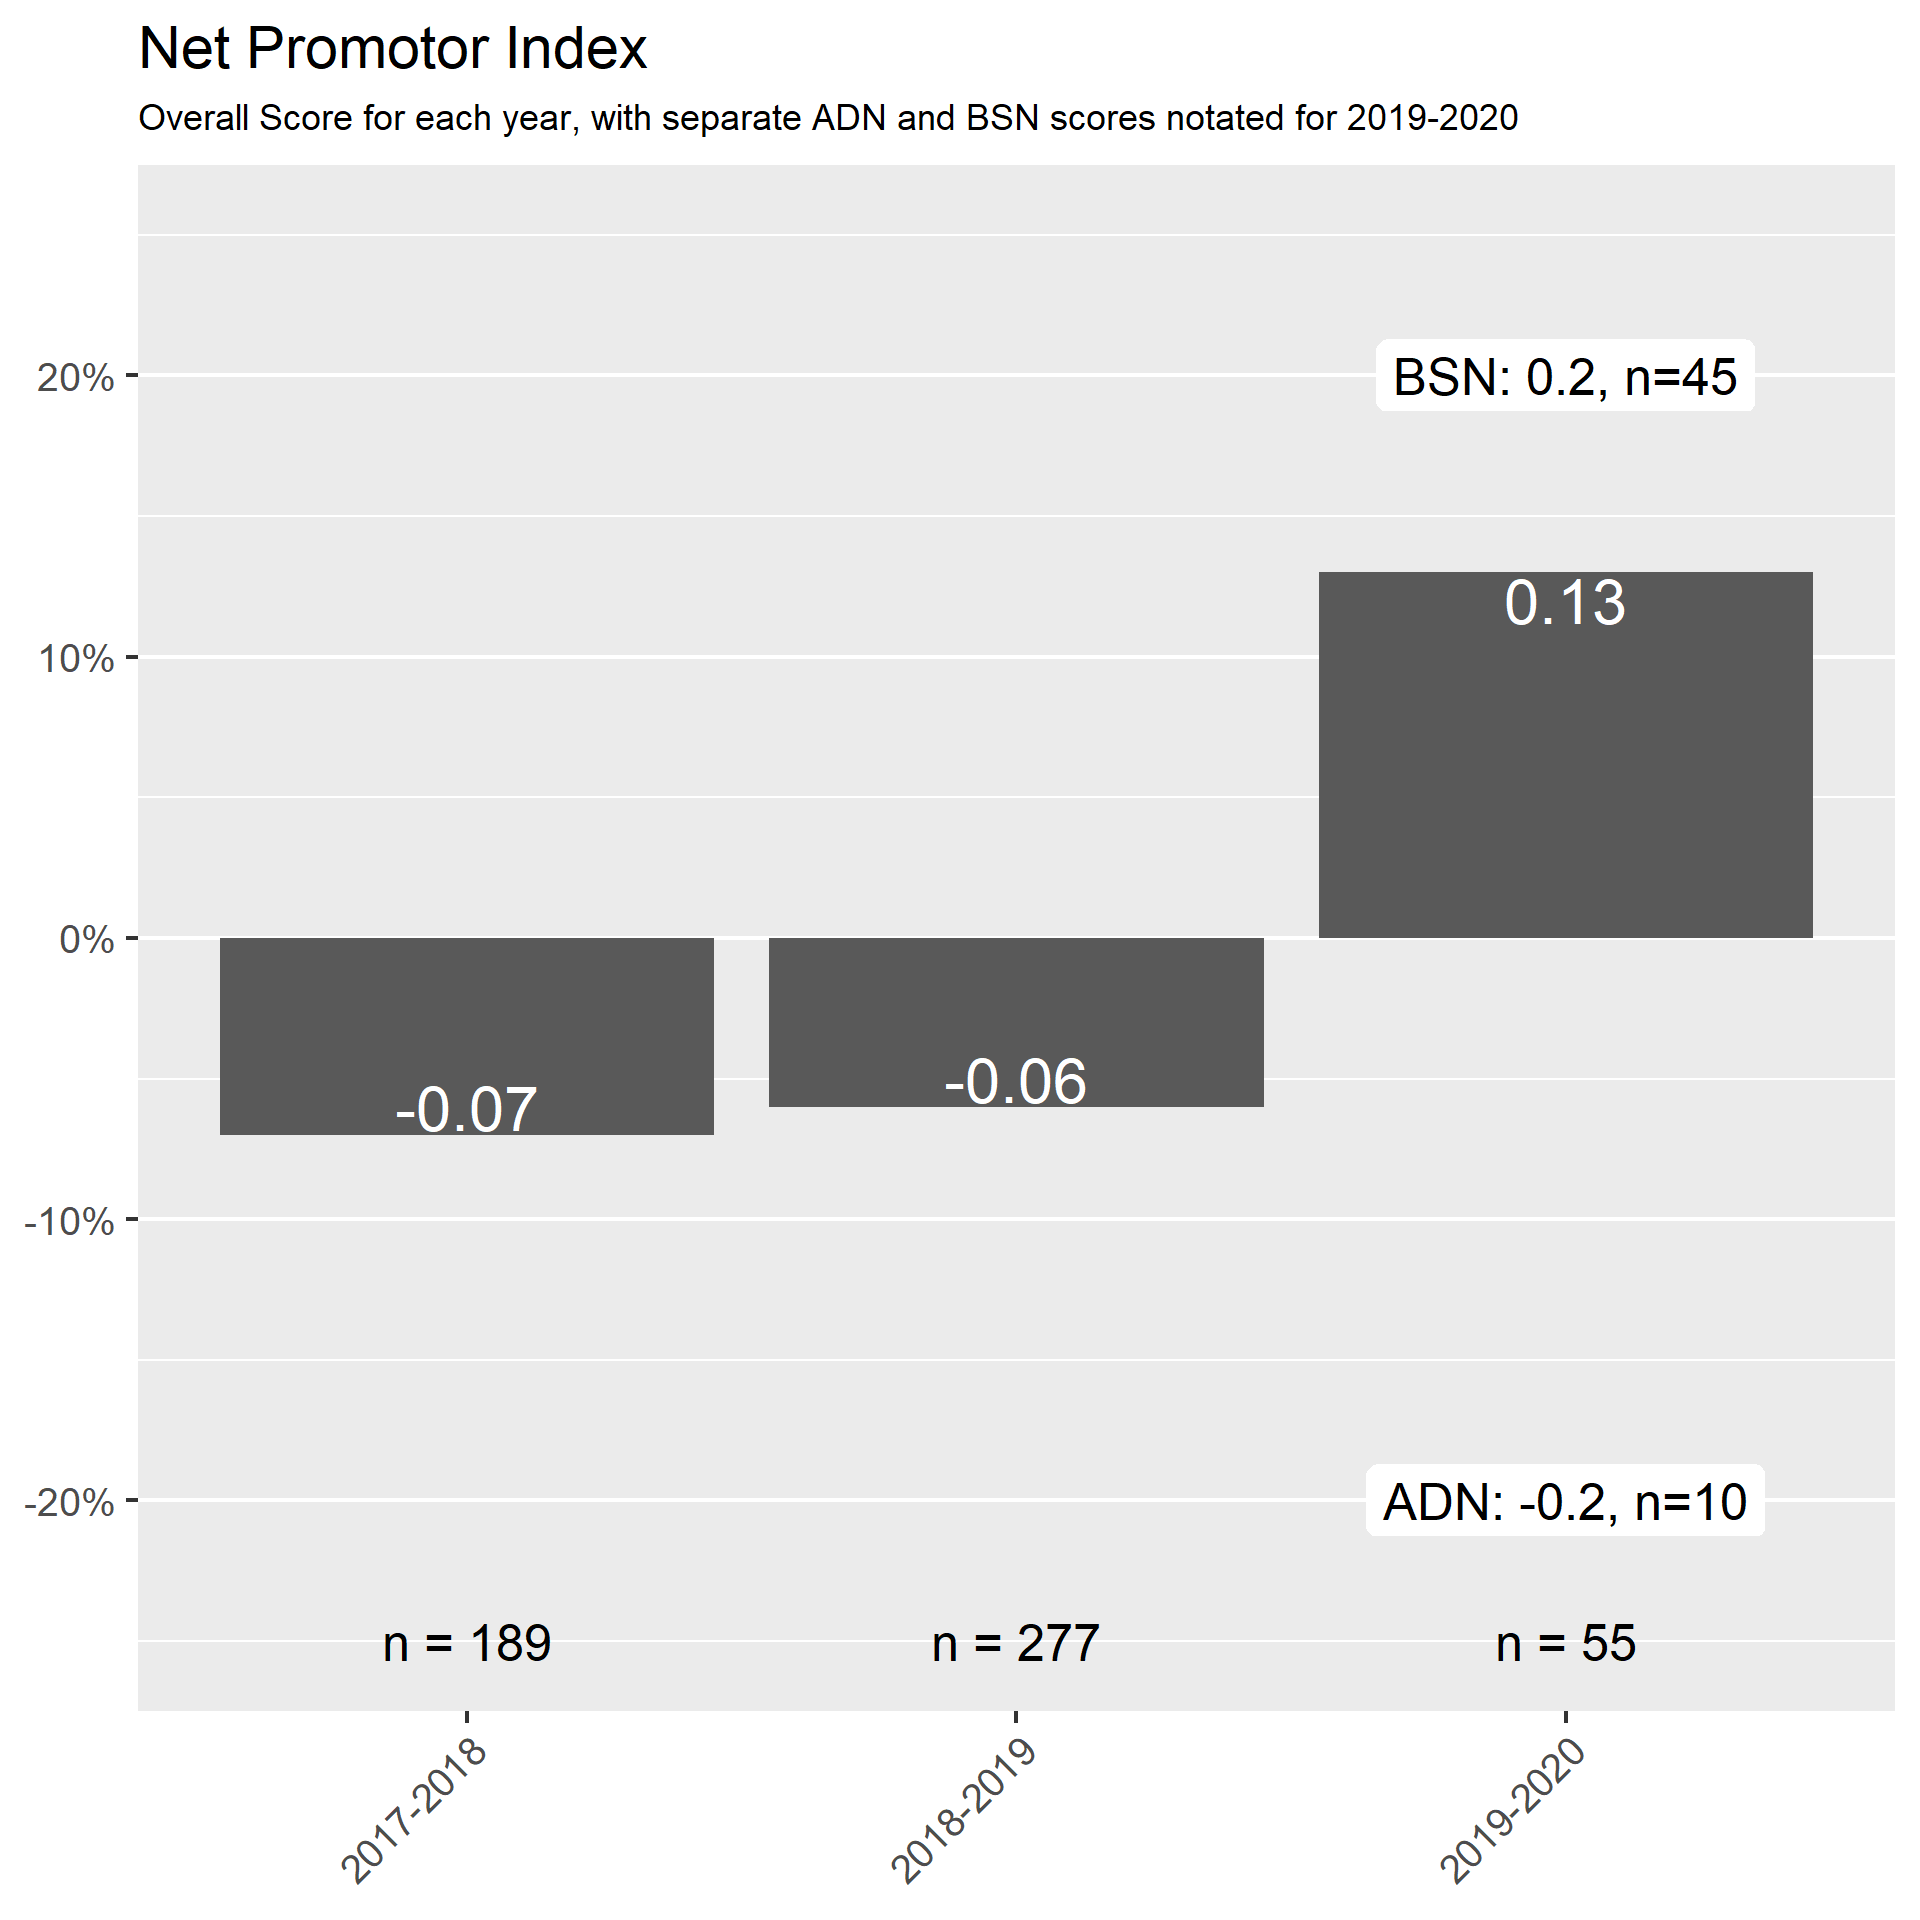 Net Promotor Index
Overall Score for each year, with separate ADN and BSN scores notated for 2019-2020
20%
10%
0%
-10%
-20%
BSN: 0.2, n=45
0.13
-0.07
-0.06
ADN: -0.2, n=10
n = 189
n = 277
n = 55
2017-2018
2018-2019
2019-2020